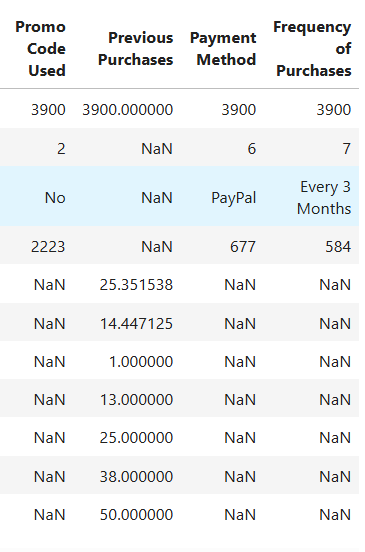 Promo Code Used Previous Purchases Payment Method Frequency of Purchases
3900 3900.000000 3900 3900
2 NaN 6 7
No NaN PayPal Every 3 Months
2223 NaN 677 584
NaN 25.351538 NaN NaN
NaN 14.447125 NaN NaN
NaN 1.000000 NaN NaN
NaN 13.000000 NaN NaN
NaN 25.000000 NaN NaN
NaN 38.000000 NaN NaN
NaN 50.000000 NaN NaN